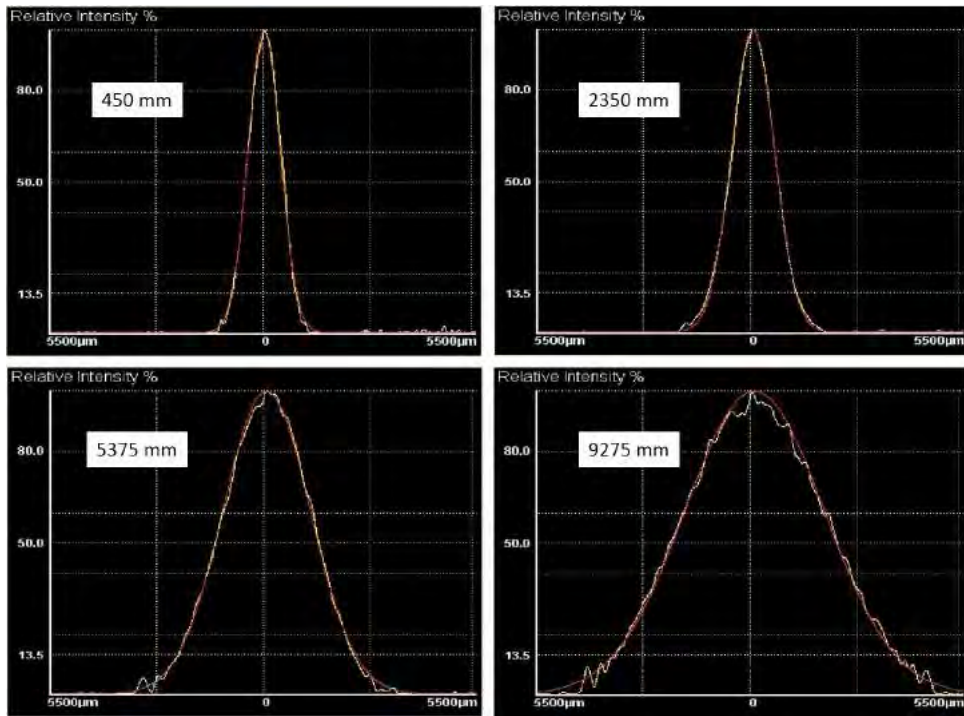 Relative Intensity %
80.0
450 mm
50.0
13.5
5500µm 0 5500µm
Relative Intensity %
80.0
2350 mm
50.0
13.5
5500µm 0 5500µm
Relative Intensity %
80.0
5375 mm
50.0
13.5
5500µm 0 5500µm
Relative Intensity %
80.0
9275 mm
50.0
13.5
5500µm 0 5500µm